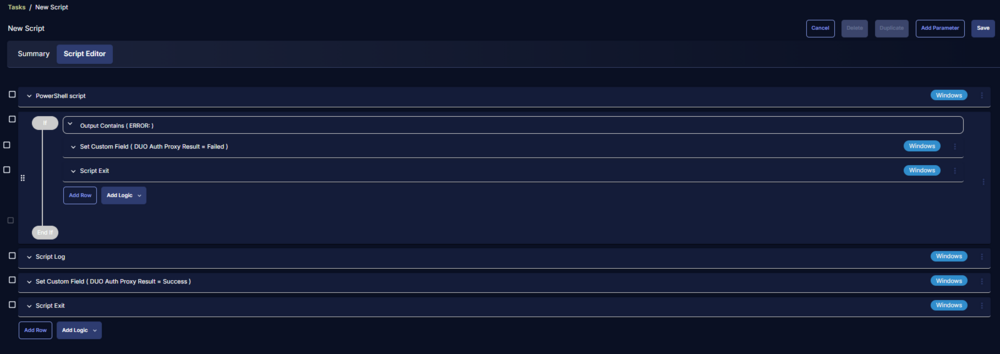 Tasks / New Script
New Script
Cancel Delete Duplicate Add Parameter Save
Summary Script Editor
PowerShell script Windows
If Output Contains ( ERROR: )
Set Custom Field ( DUO Auth Proxy Result = Failed ) Windows
Script Exit Windows
Add Row Add Logic
End If
Script Log Windows
Set Custom Field ( DUO Auth Proxy Result = Success ) Windows
Script Exit Windows
Add Row Add Logic